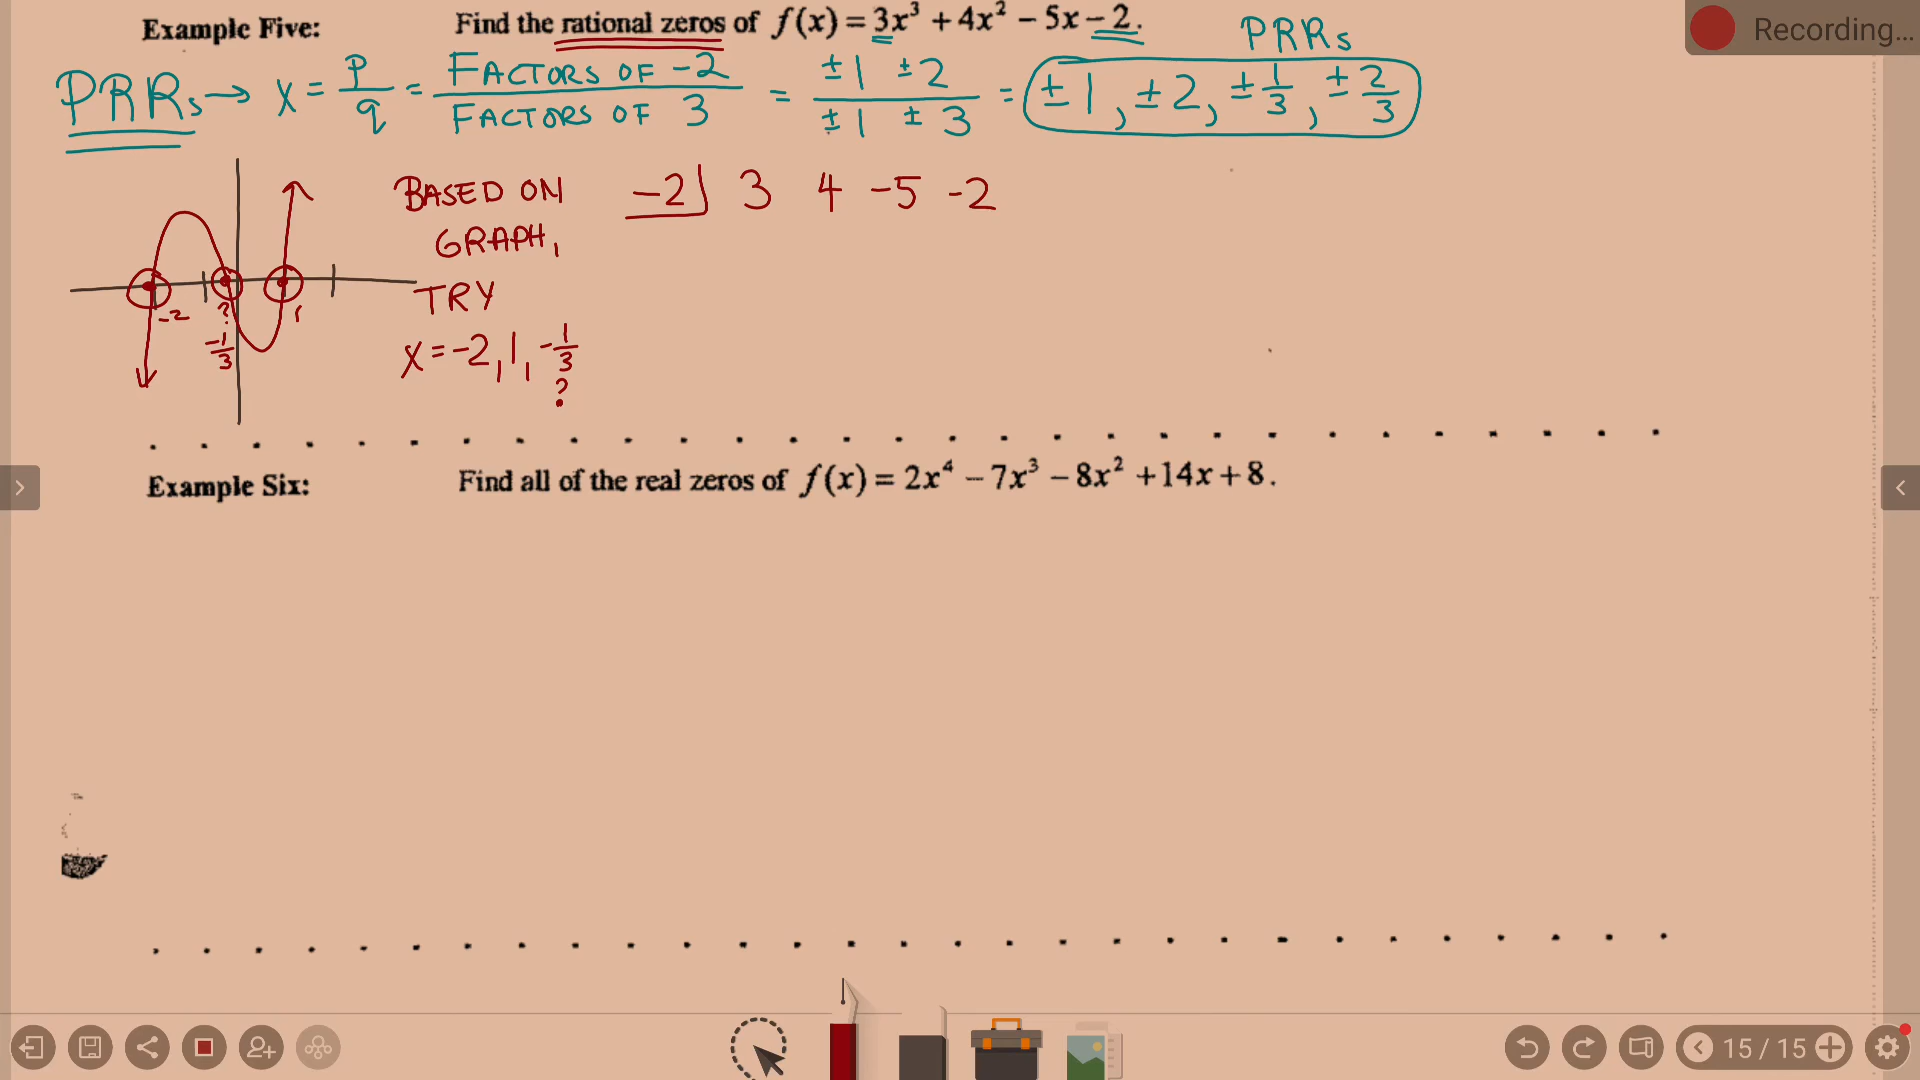 Example Five: Find the rational zeros of f(x) = 3x³ + 4x² − 5x − 2.
PRRs
Recording...
PRRs → x = p/q = FACTORS OF -2 / FACTORS OF 3 = ±1 ±2 / ±1 ±3 = ±1, ±2, ±1/3, ±2/3
BASED ON
GRAPH,
TRY
x = -2, 1, -1/3
?
-2⌋ 3 4 -5 -2
-2
?
-1/3
1
Example Six: Find all of the real zeros of f(x) = 2x⁴ − 7x³ − 8x² + 14x + 8.
15 / 15